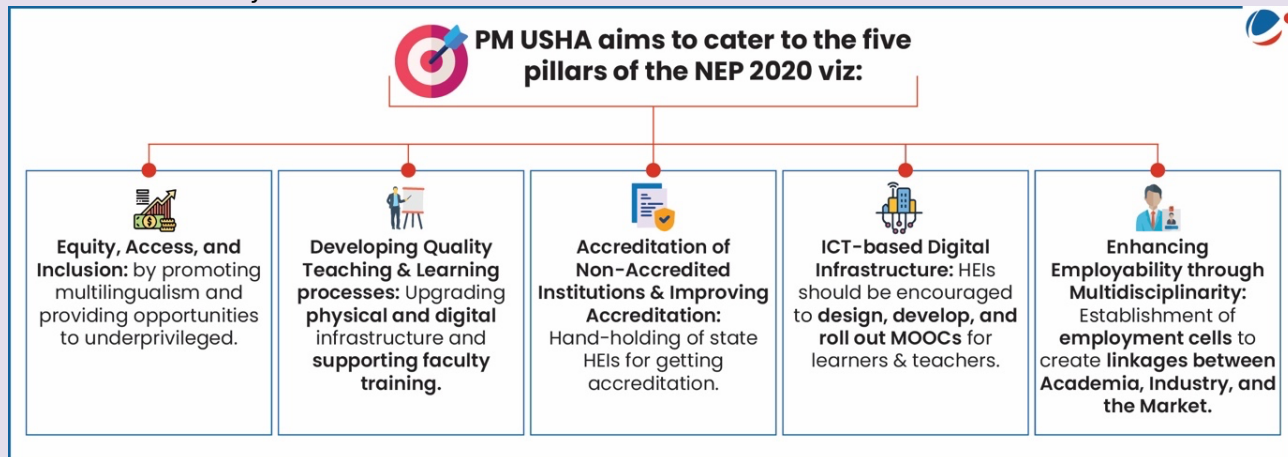 PM USHA aims to cater to the five
pillars of the NEP 2020 viz:
Equity, Access, and
Inclusion: by promoting
multilingualism and
providing opportunities
to underprivileged.
Developing Quality
Teaching & Learning
processes: Upgrading
physical and digital
infrastructure and
supporting faculty
training.
Accreditation of
Non-Accredited
Institutions & Improving
Accreditation:
Hand-holding of state
HEIs for getting
accreditation.
ICT-based Digital
Infrastructure: HEIs
should be encouraged
to design, develop, and
roll out MOOCs for
learners & teachers.
Enhancing
Employability through
Multidisciplinarity:
Establishment of
employment cells to
create linkages between
Academia, Industry, and
the Market.